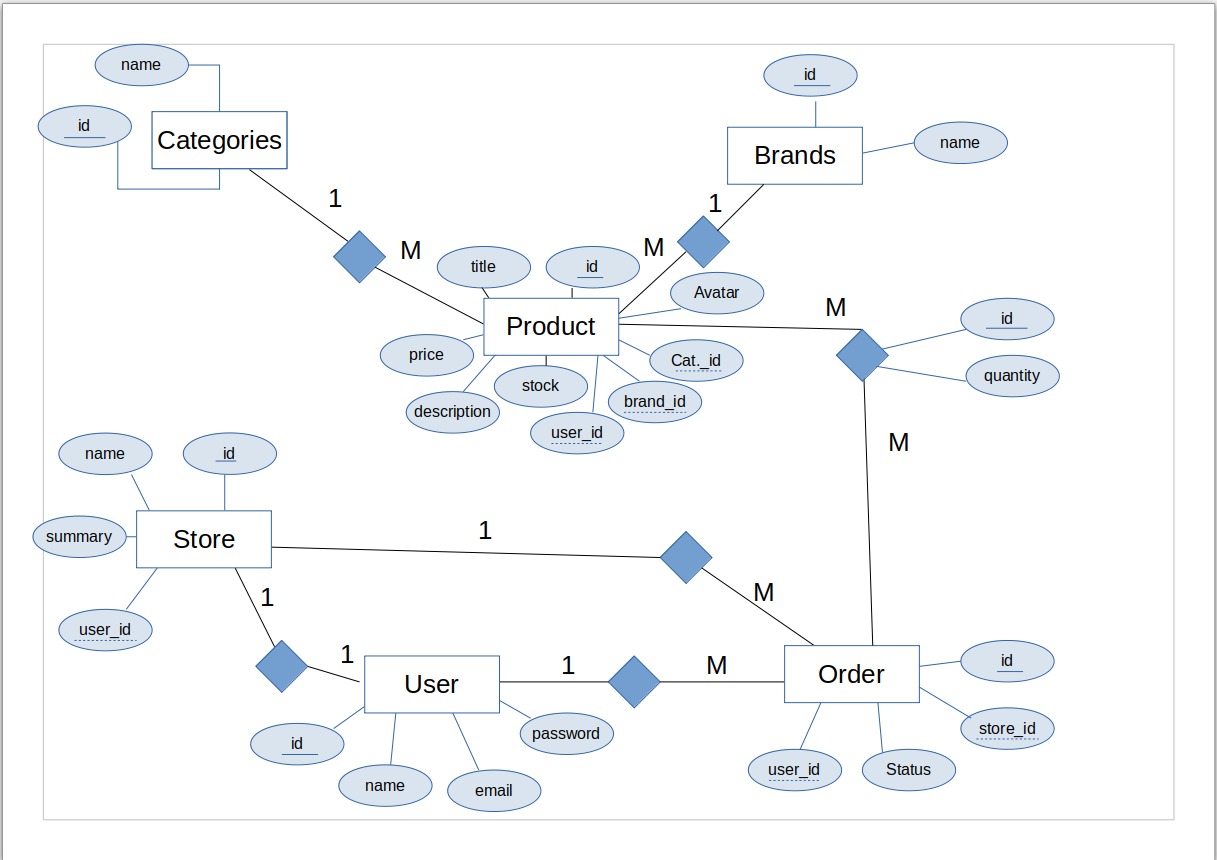 name
id
id
Categories
Brands
name
1
1
M
M
title
id
Avatar
Product
M
id
price
Cat._id
quantity
stock
description
brand_id
user_id
M
name
id
summary
Store
1
M
1
user_id
1
User
1
M
Order
id
id
password
store_id
name
email
user_id
Status